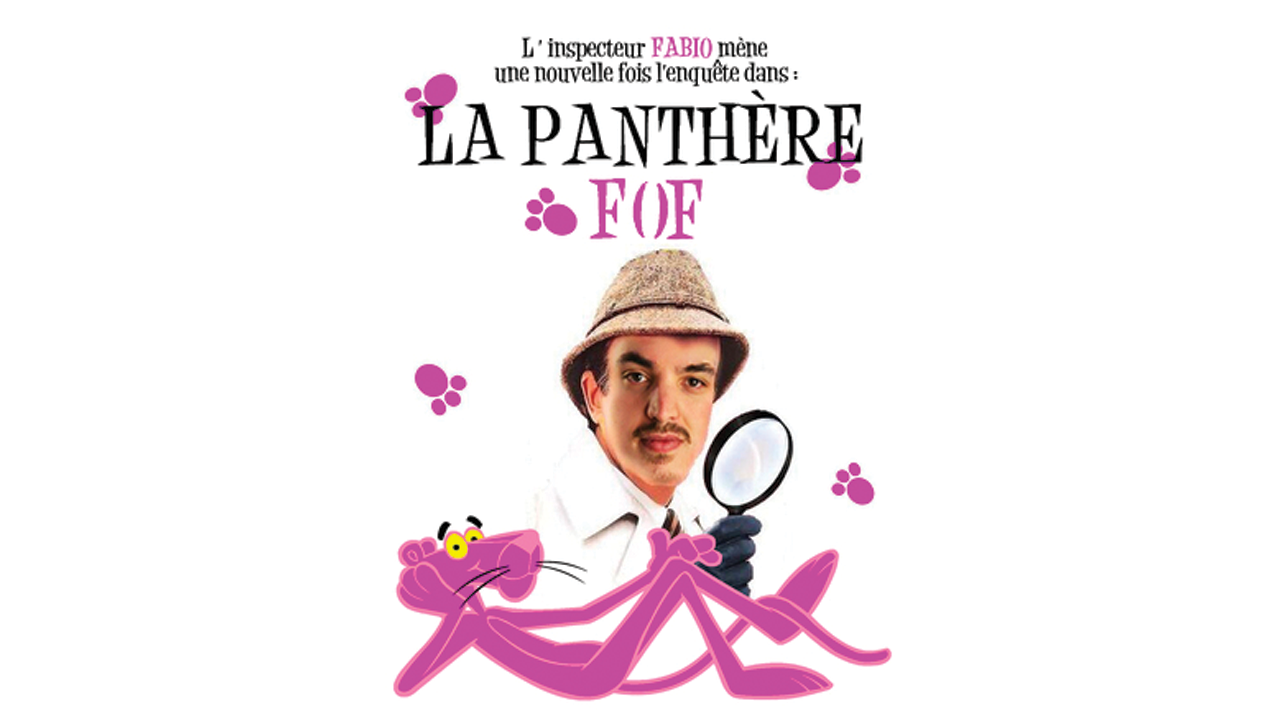 L ' inspecteur FABIO mène
une nouvelle fois l'enquête dans :
LA PANTHÈRE
FOF